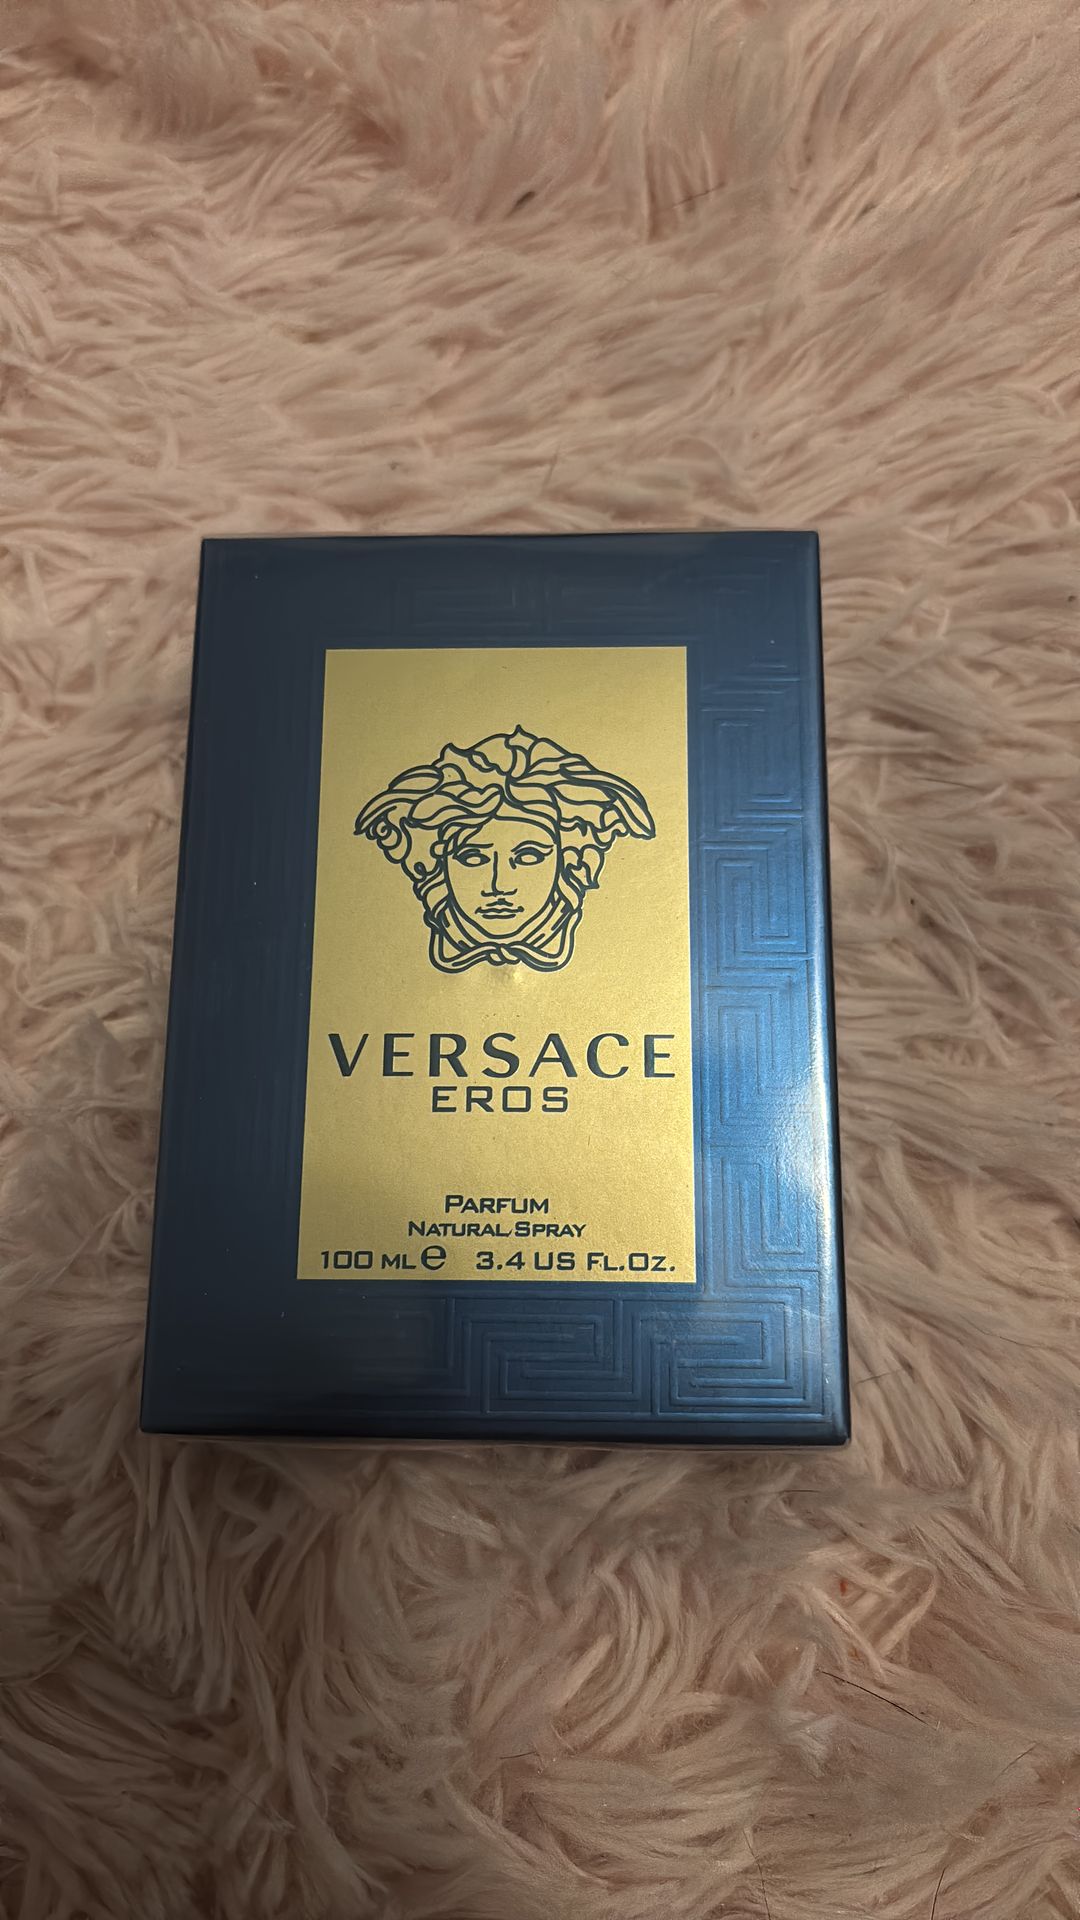 VERSACE
EROS
PARFUM
NATURAL SPRAY
100 ML e 3.4 US FL.OZ.